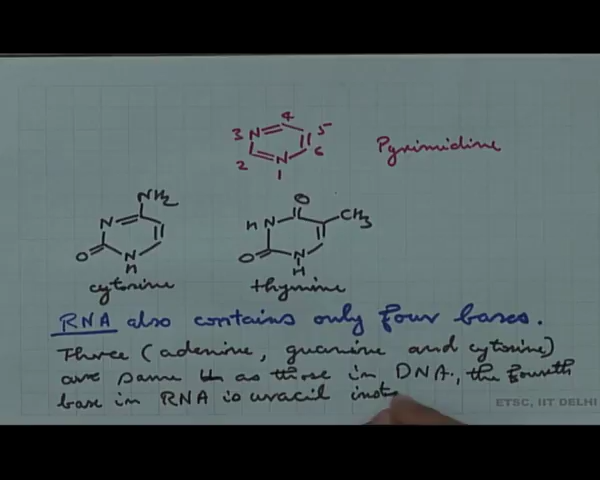 4
3 N 5
2 N 6
1
Pyrimidine
NH2
N
O N
H
cytosine
O
H N CH3
O N
H
thymine
RNA also contains only four bases.
Three (adenine, guanine and cytosine)
are same as those in DNA, the fourth
base in RNA is uracil inst
ETSC, IIT DELHI